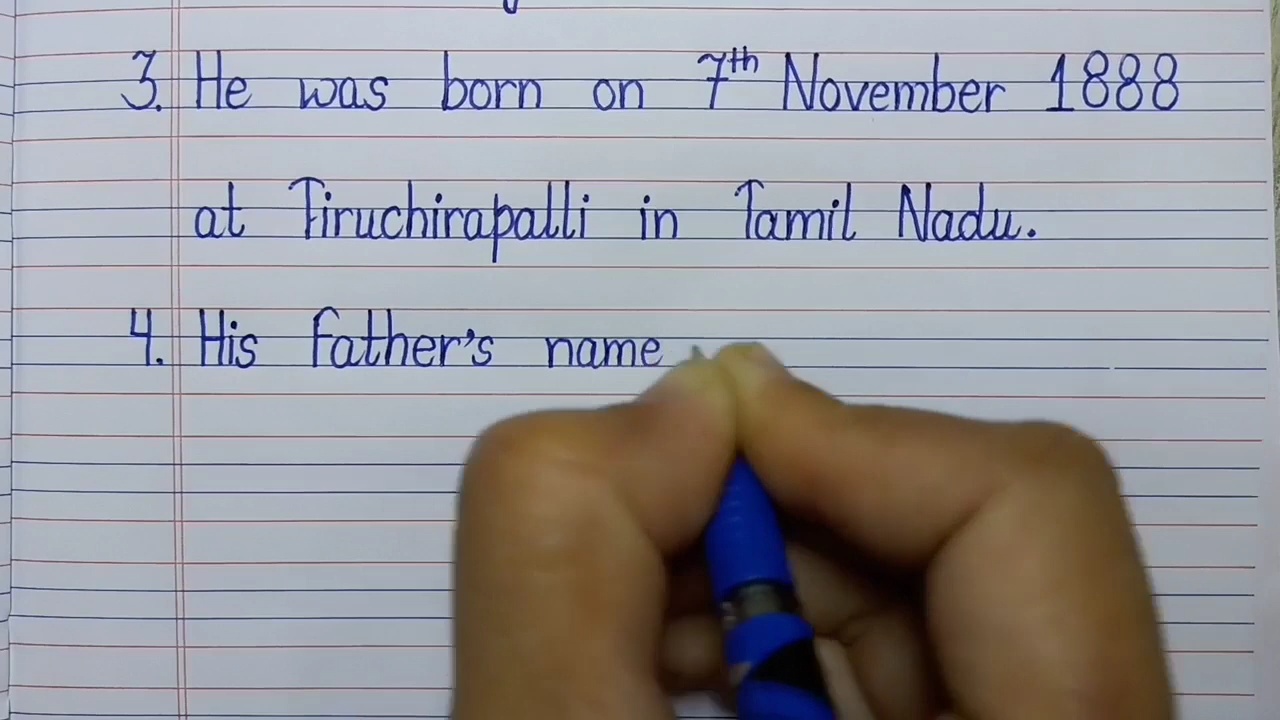 3. He was born on 7th November 1888
at Tiruchirapalli in Tamil Nadu.
4. His father's name